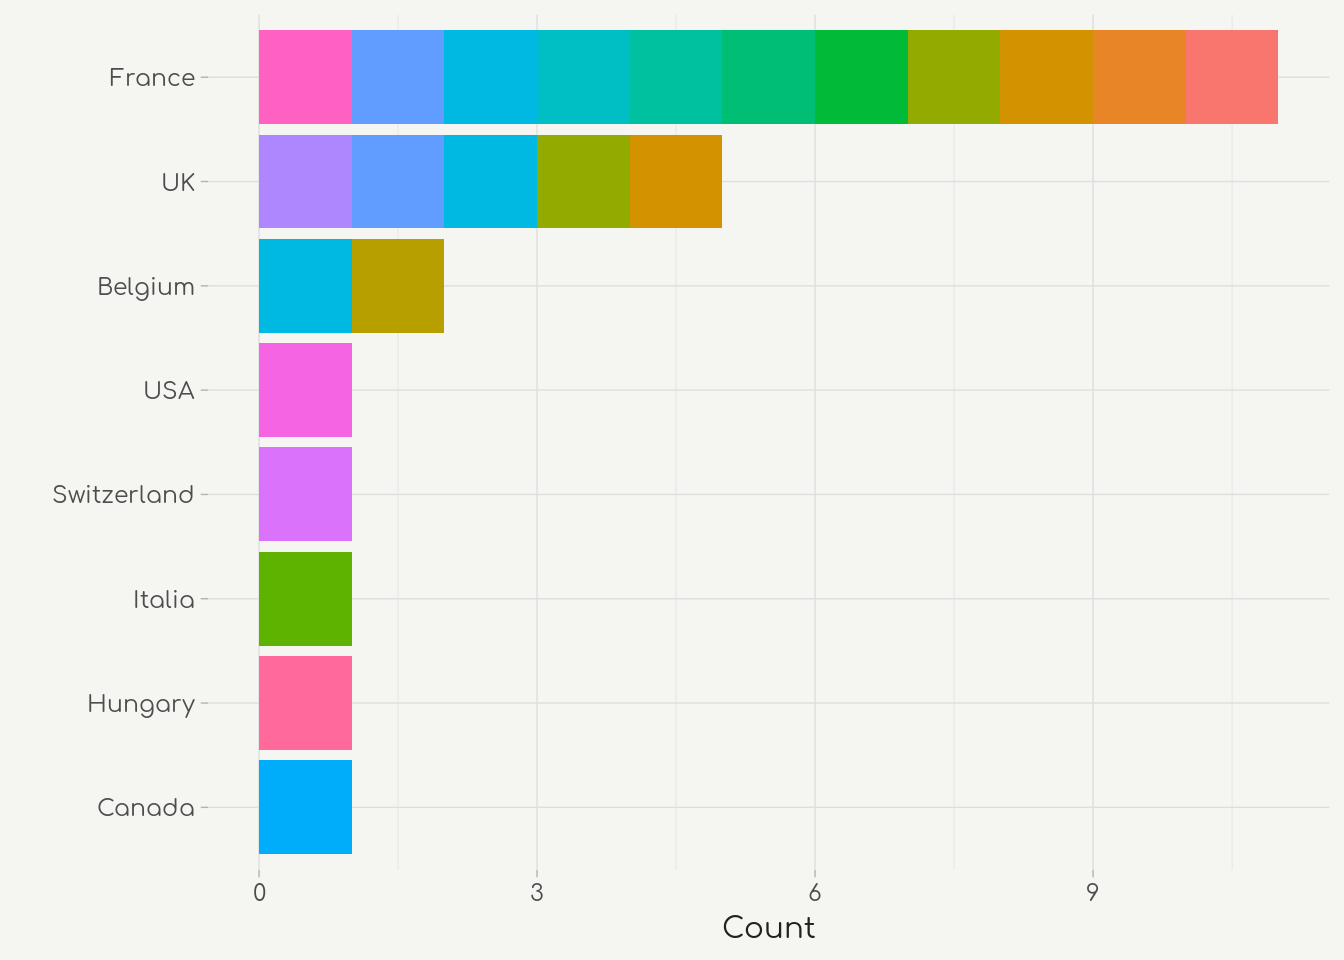 France
UK
Belgium
USA
Switzerland
Italia
Hungary
Canada
0 3 6 9
Count